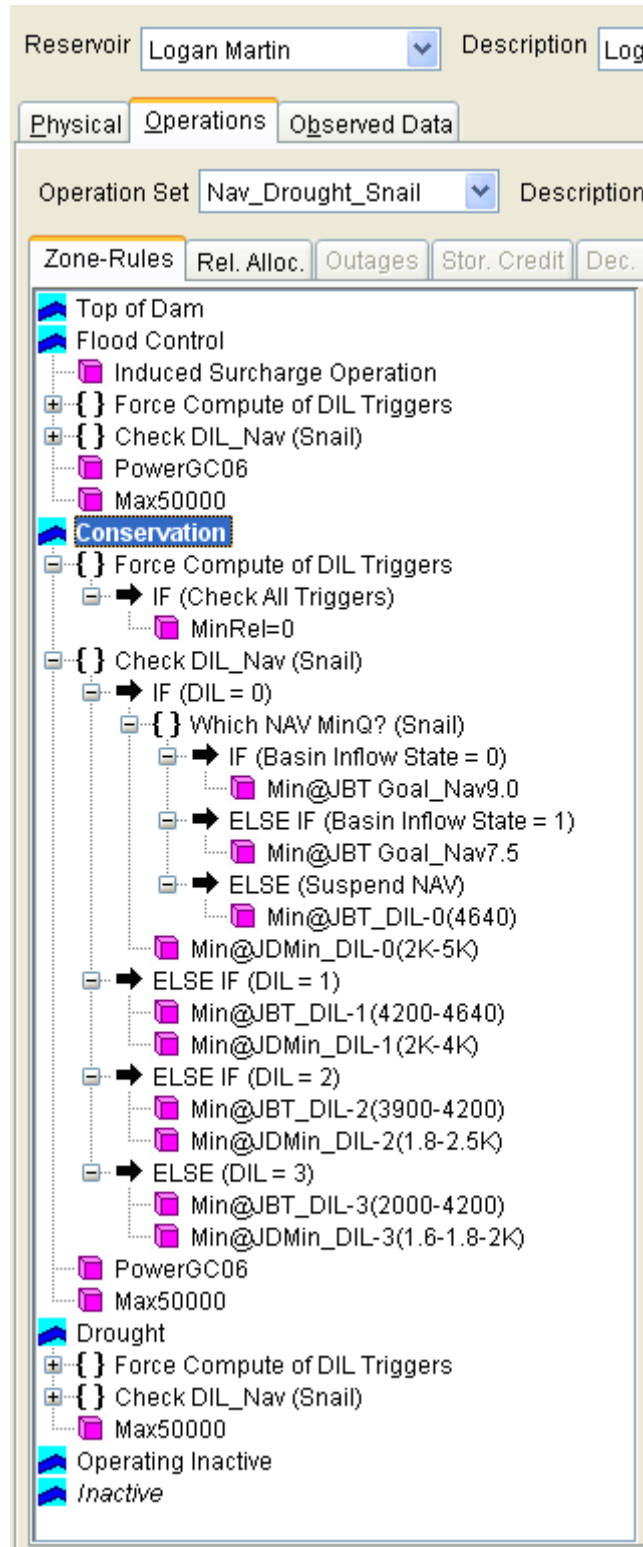 Reservoir Logan Martin Description Log
Physical Operations Observed Data
Operation Set Nav_Drought_Snail Description
Zone-Rules Rel. Alloc. Outages Stor. Credit Dec.
Top of Dam
Flood Control
Induced Surcharge Operation
{ } Force Compute of DIL Triggers
{ } Check DIL_Nav (Snail)
PowerGC06
Max50000
Conservation
{ } Force Compute of DIL Triggers
IF (Check All Triggers)
MinRel=0
{ } Check DIL_Nav (Snail)
IF (DIL = 0)
{ } Which NAV MinQ? (Snail)
IF (Basin Inflow State = 0)
Min@JBT Goal_Nav9.0
ELSE IF (Basin Inflow State = 1)
Min@JBT Goal_Nav7.5
ELSE (Suspend NAV)
Min@JBT_DIL-0(4640)
Min@JDMin_DIL-0(2K-5K)
ELSE IF (DIL = 1)
Min@JBT_DIL-1(4200-4640)
Min@JDMin_DIL-1(2K-4K)
ELSE IF (DIL = 2)
Min@JBT_DIL-2(3900-4200)
Min@JDMin_DIL-2(1.8-2.5K)
ELSE (DIL = 3)
Min@JBT_DIL-3(2000-4200)
Min@JDMin_DIL-3(1.6-1.8-2K)
PowerGC06
Max50000
Drought
{ } Force Compute of DIL Triggers
{ } Check DIL_Nav (Snail)
Max50000
Operating Inactive
Inactive